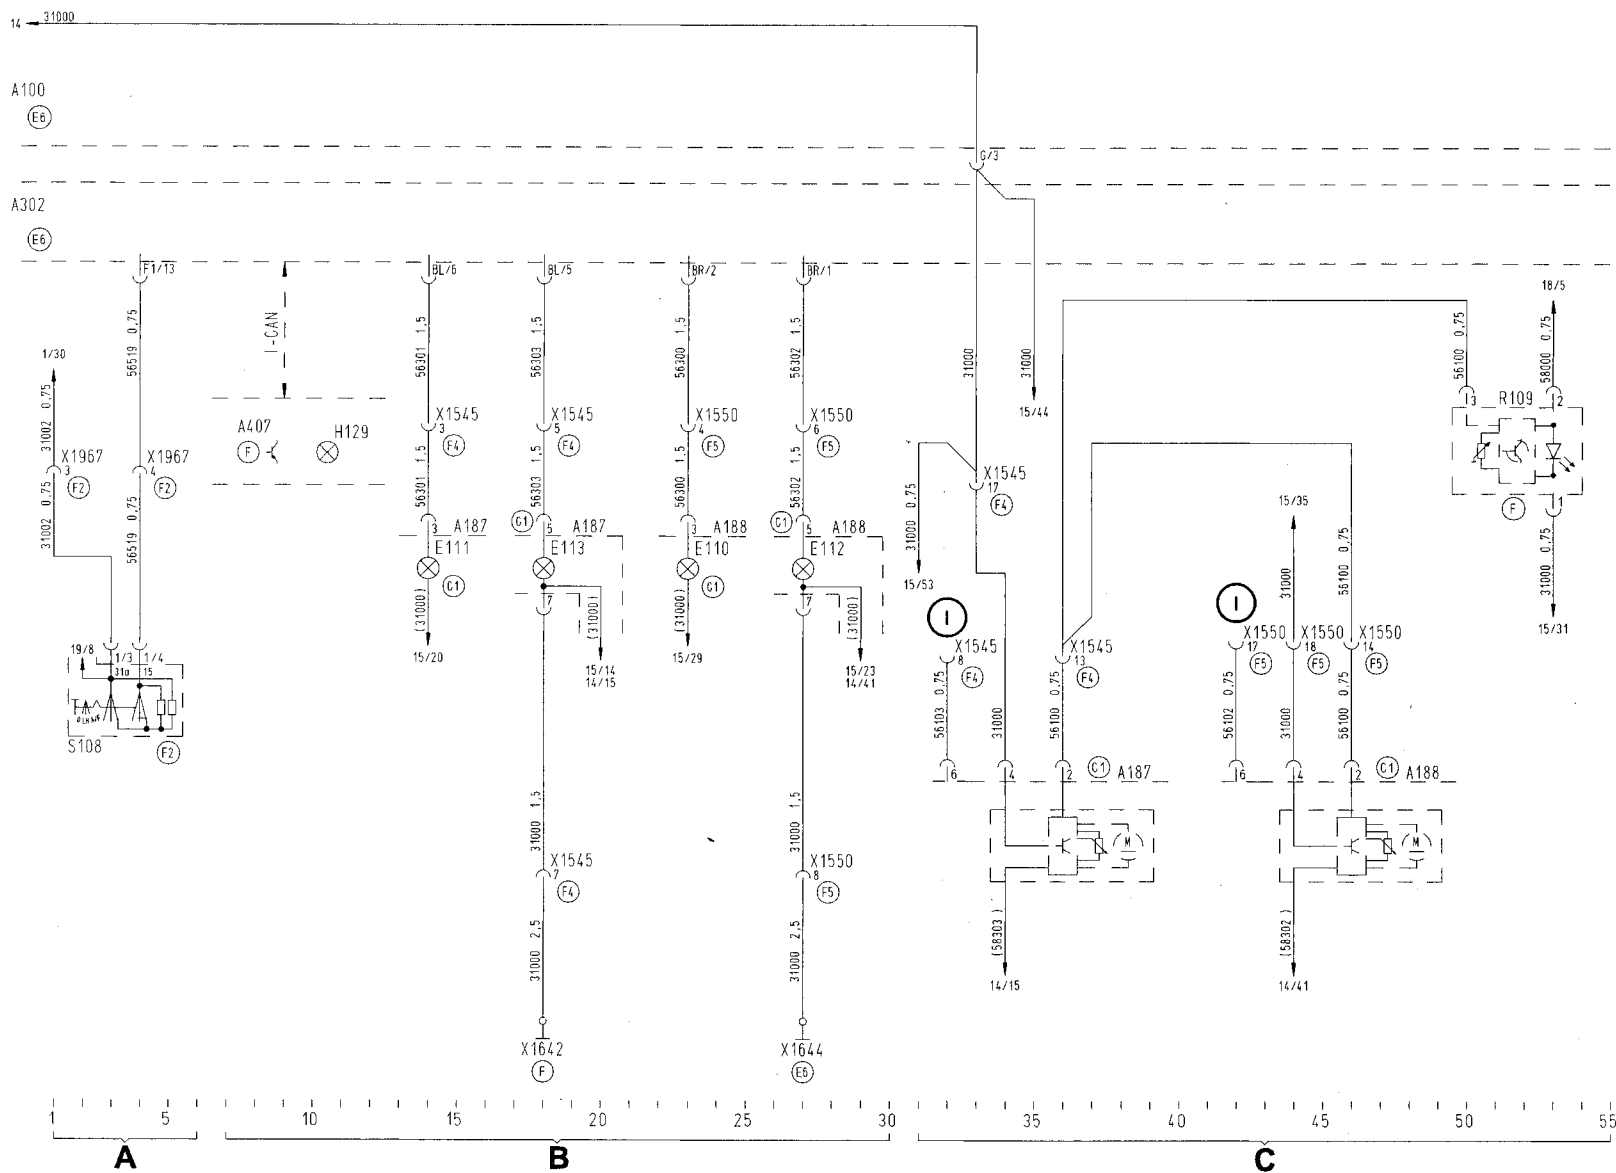 14
31000
A100
E6
G/3
A302
E6
F1/13
BL/6
BL/5
BR/2
BR/1
18/5
56519 0,75
I-CAN
56301 1,5
56303 1,5
56300 1,5
56302 1,5
31000
31000
56100 0,75
58000 0,75
1/30
31002 0,75
15/44
3
R109
2
A407
F
H129
X1545
3
F4
X1545
5
F4
X1550
4
F5
X1550
6
F5
X1967
3
F2
X1967
4
F2
31002 0,75
56519 0,75
56301 1,5
56303 1,5
56300 1,5
56302 1,5
31000 0,75
X1545
17
F4
15/35
F
1
3
A187
G1
5
A187
3
A188
G1
5
A188
E111
E113
E110
E112
G1
G1
15/53
31000
56100 0,75
31000 0,75
7
7
(31000)
(31000)
(31000)
(31000)
I
I
15/31
19/8
1/3
1/4
31a
15
15/20
15/14
14/15
15/29
15/23
14/41
X1545
8
F4
X1545
13
F4
X1550
17
F5
X1550
18
F5
X1550
14
F5
56103 0,75
31000
56100 0,75
56102 0,75
31000
56100 0,75
S108
F2
6
4
2
G1
A187
6
4
2
G1
A188
31000 1,5
31000 1,5
M
M
X1545
7
F4
X1550
8
F5
31000 2,5
31000 2,5
(58303 )
(58302 )
14/15
14/41
X1642
F
X1644
E6
1
5
10
15
20
25
30
35
40
45
50
55
A
B
C